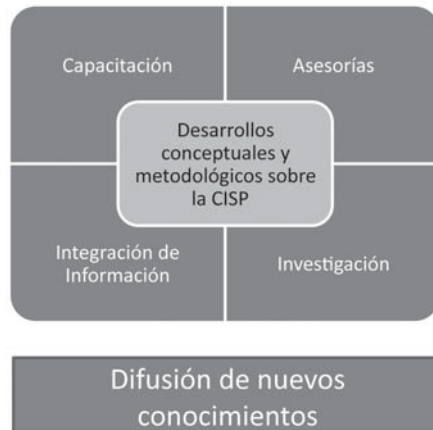 Capacitación
Asesorías
Desarrollos
conceptuales y
metodológicos sobre
la CISP
Integración de
Información
Investigación
Difusión de nuevos
conocimientos